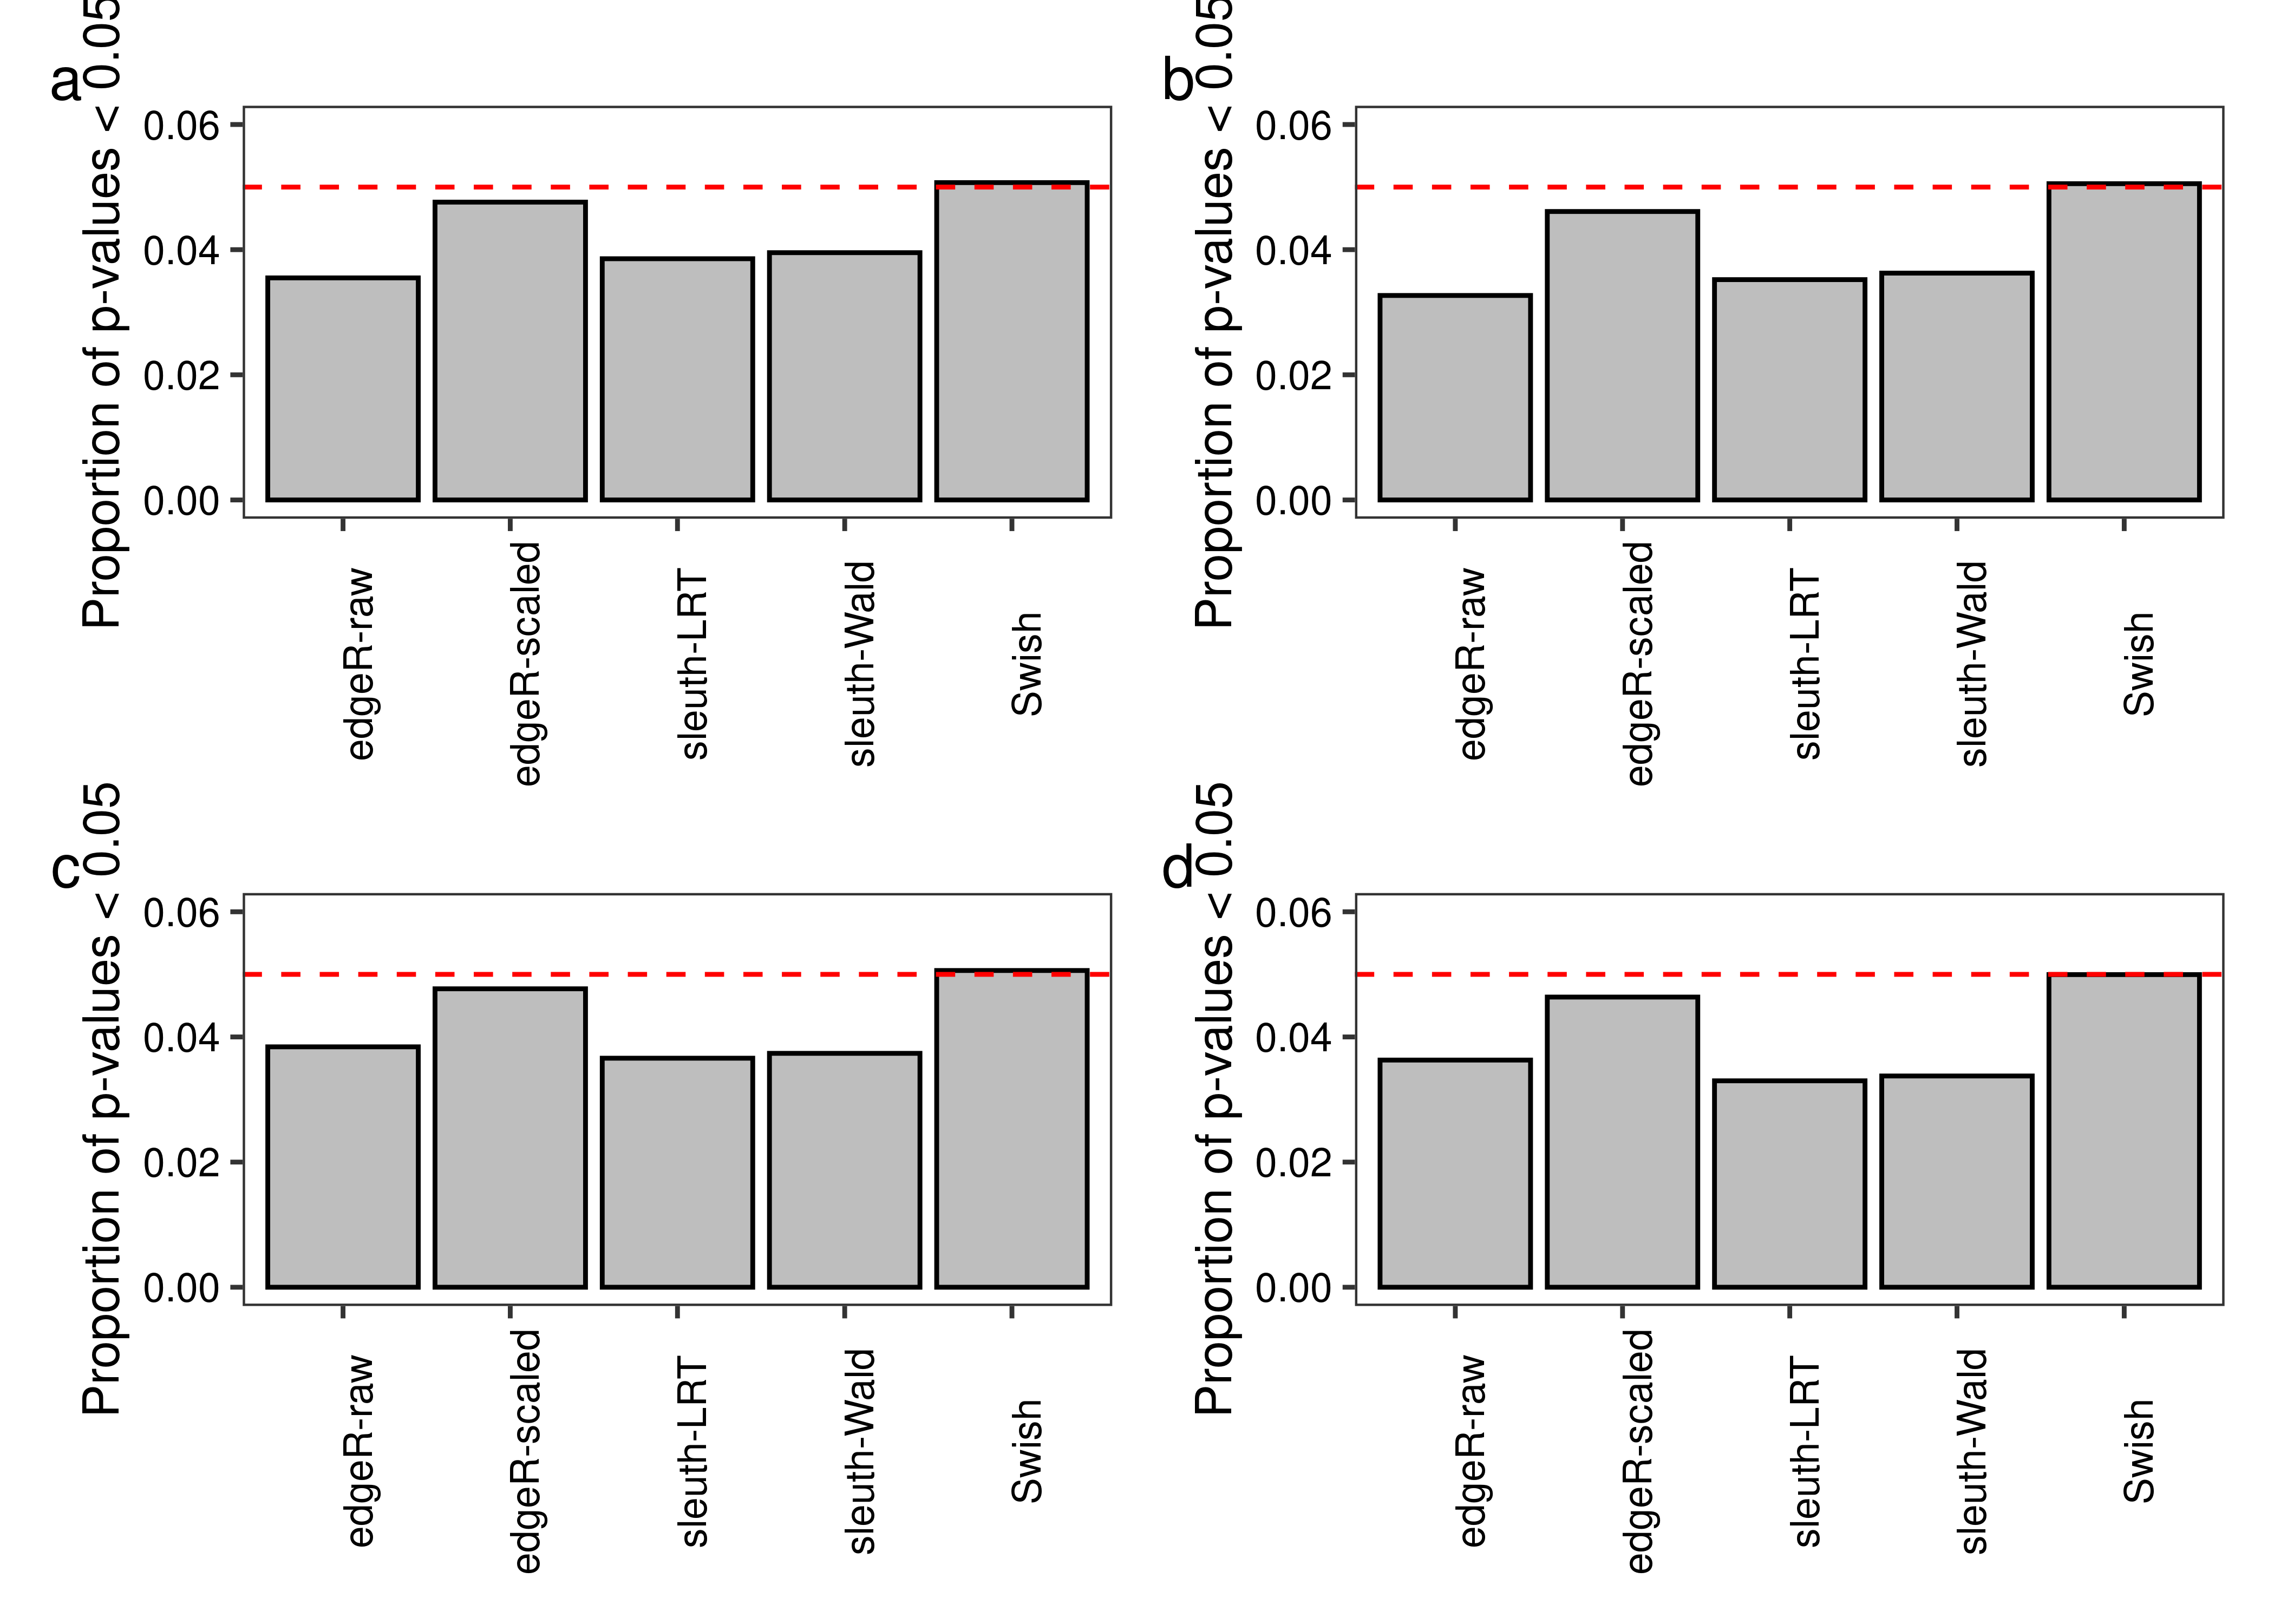 a
Proportion of p-values < 0.05
0.06
0.04
0.02
0.00
edgeR-raw
edgeR-scaled
sleuth-LRT
sleuth-Wald
Swish
b
Proportion of p-values < 0.05
0.06
0.04
0.02
0.00
edgeR-raw
edgeR-scaled
sleuth-LRT
sleuth-Wald
Swish
c
Proportion of p-values < 0.05
0.06
0.04
0.02
0.00
edgeR-raw
edgeR-scaled
sleuth-LRT
sleuth-Wald
Swish
d
Proportion of p-values < 0.05
0.06
0.04
0.02
0.00
edgeR-raw
edgeR-scaled
sleuth-LRT
sleuth-Wald
Swish